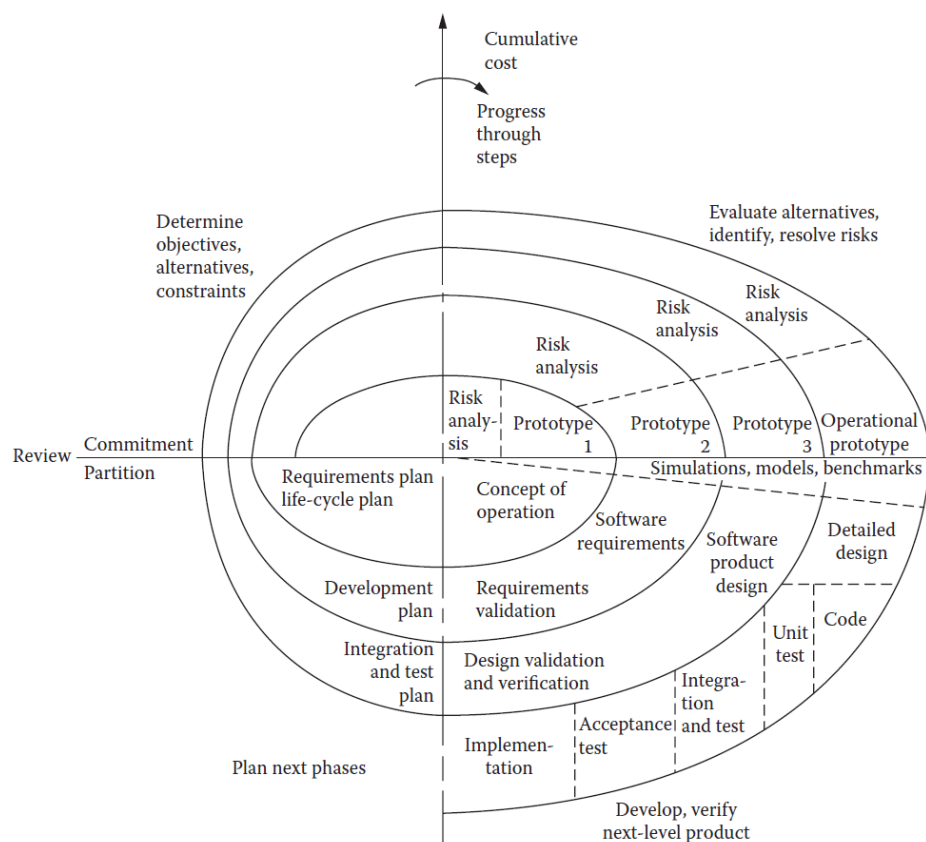 Cumulative
cost
Progress
through
steps
Determine
objectives,
alternatives,
constraints
Evaluate alternatives,
identify, resolve risks
Risk
analysis
Risk
analysis
Risk
analysis
Risk
analy-
sis
Prototype
1
Prototype
2
Prototype
3
Operational
prototype
Review
Commitment
Partition
Simulations, models, benchmarks
Requirements plan
life-cycle plan
Concept of
operation
Software
requirements
Software
product
design
Detailed
design
Development
plan
Requirements
validation
Code
Unit
test
Integration
and test
plan
Design validation
and verification
Integra-
tion
and test
Acceptance
test
Implemen-
tation
Plan next phases
Develop, verify
next-level product